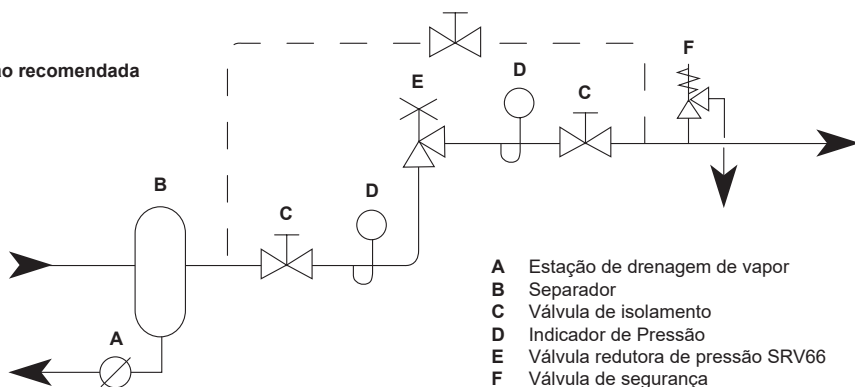 o recomendada
F
D
E
C
B
D
C
A
A Estação de drenagem de vapor
B Separador
C Válvula de isolamento
D Indicador de Pressão
E Válvula redutora de pressão SRV66
F Válvula de segurança